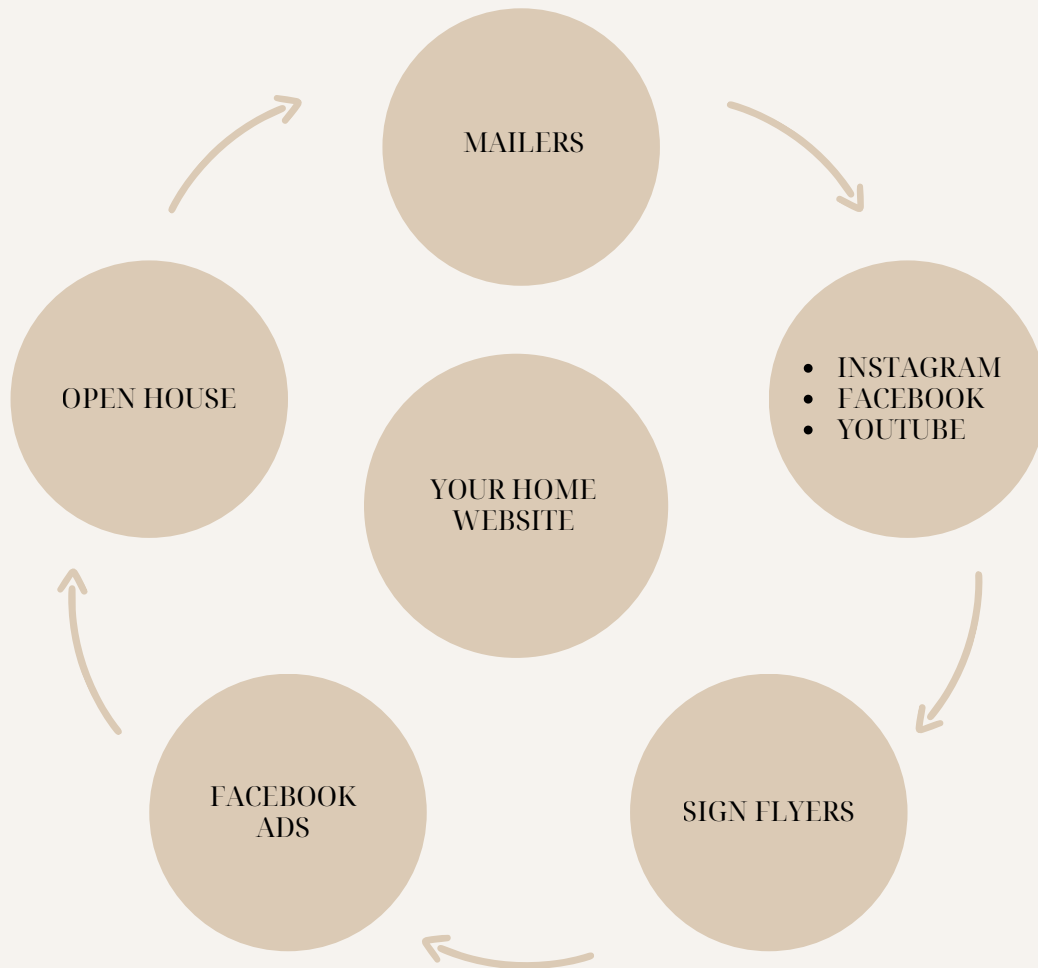 MAILERS
• INSTAGRAM
• FACEBOOK
• YOUTUBE
OPEN HOUSE
YOUR HOME
WEBSITE
FACEBOOK
ADS
SIGN FLYERS